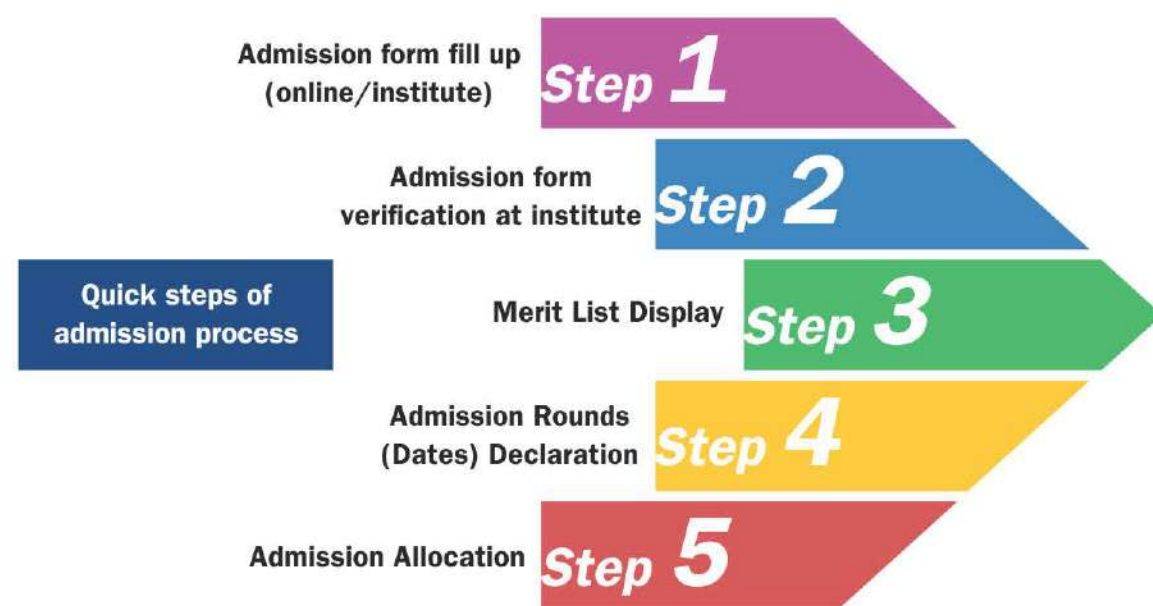 Admission form fill up
(online/institute)
Step 1
Admission form
verification at institute
Step 2
Quick steps of
admission process
Merit List Display
Step 3
Admission Rounds
(Dates) Declaration
Step 4
Admission Allocation
Step 5